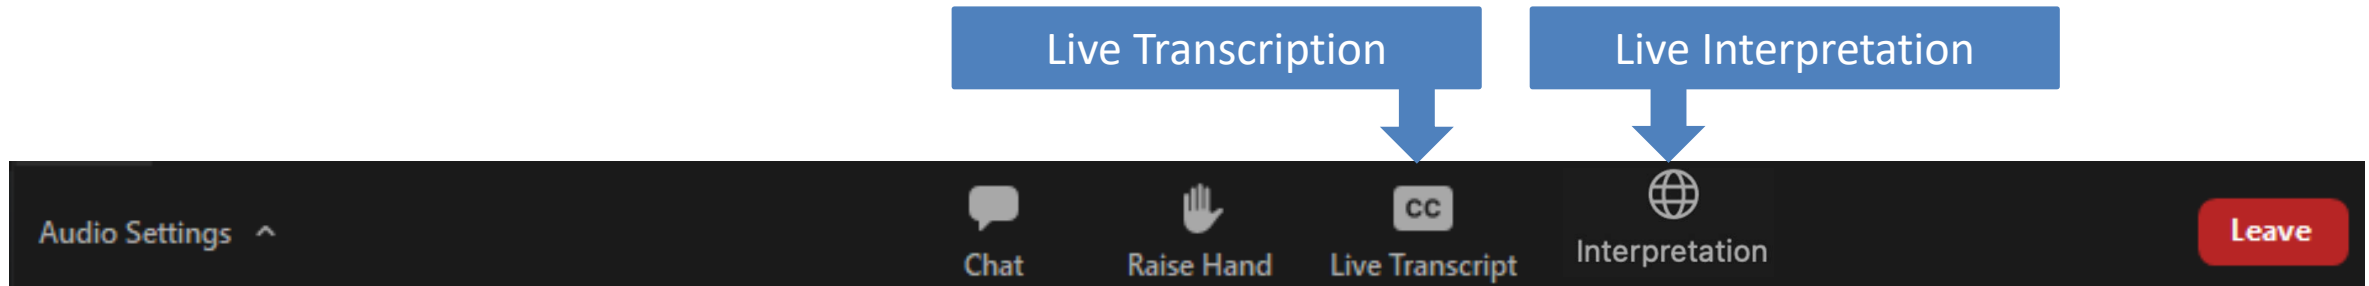 Live Transcription
Live Interpretation
Audio Settings
Chat
Raise Hand
CC
Live Transcript
Interpretation
Leave